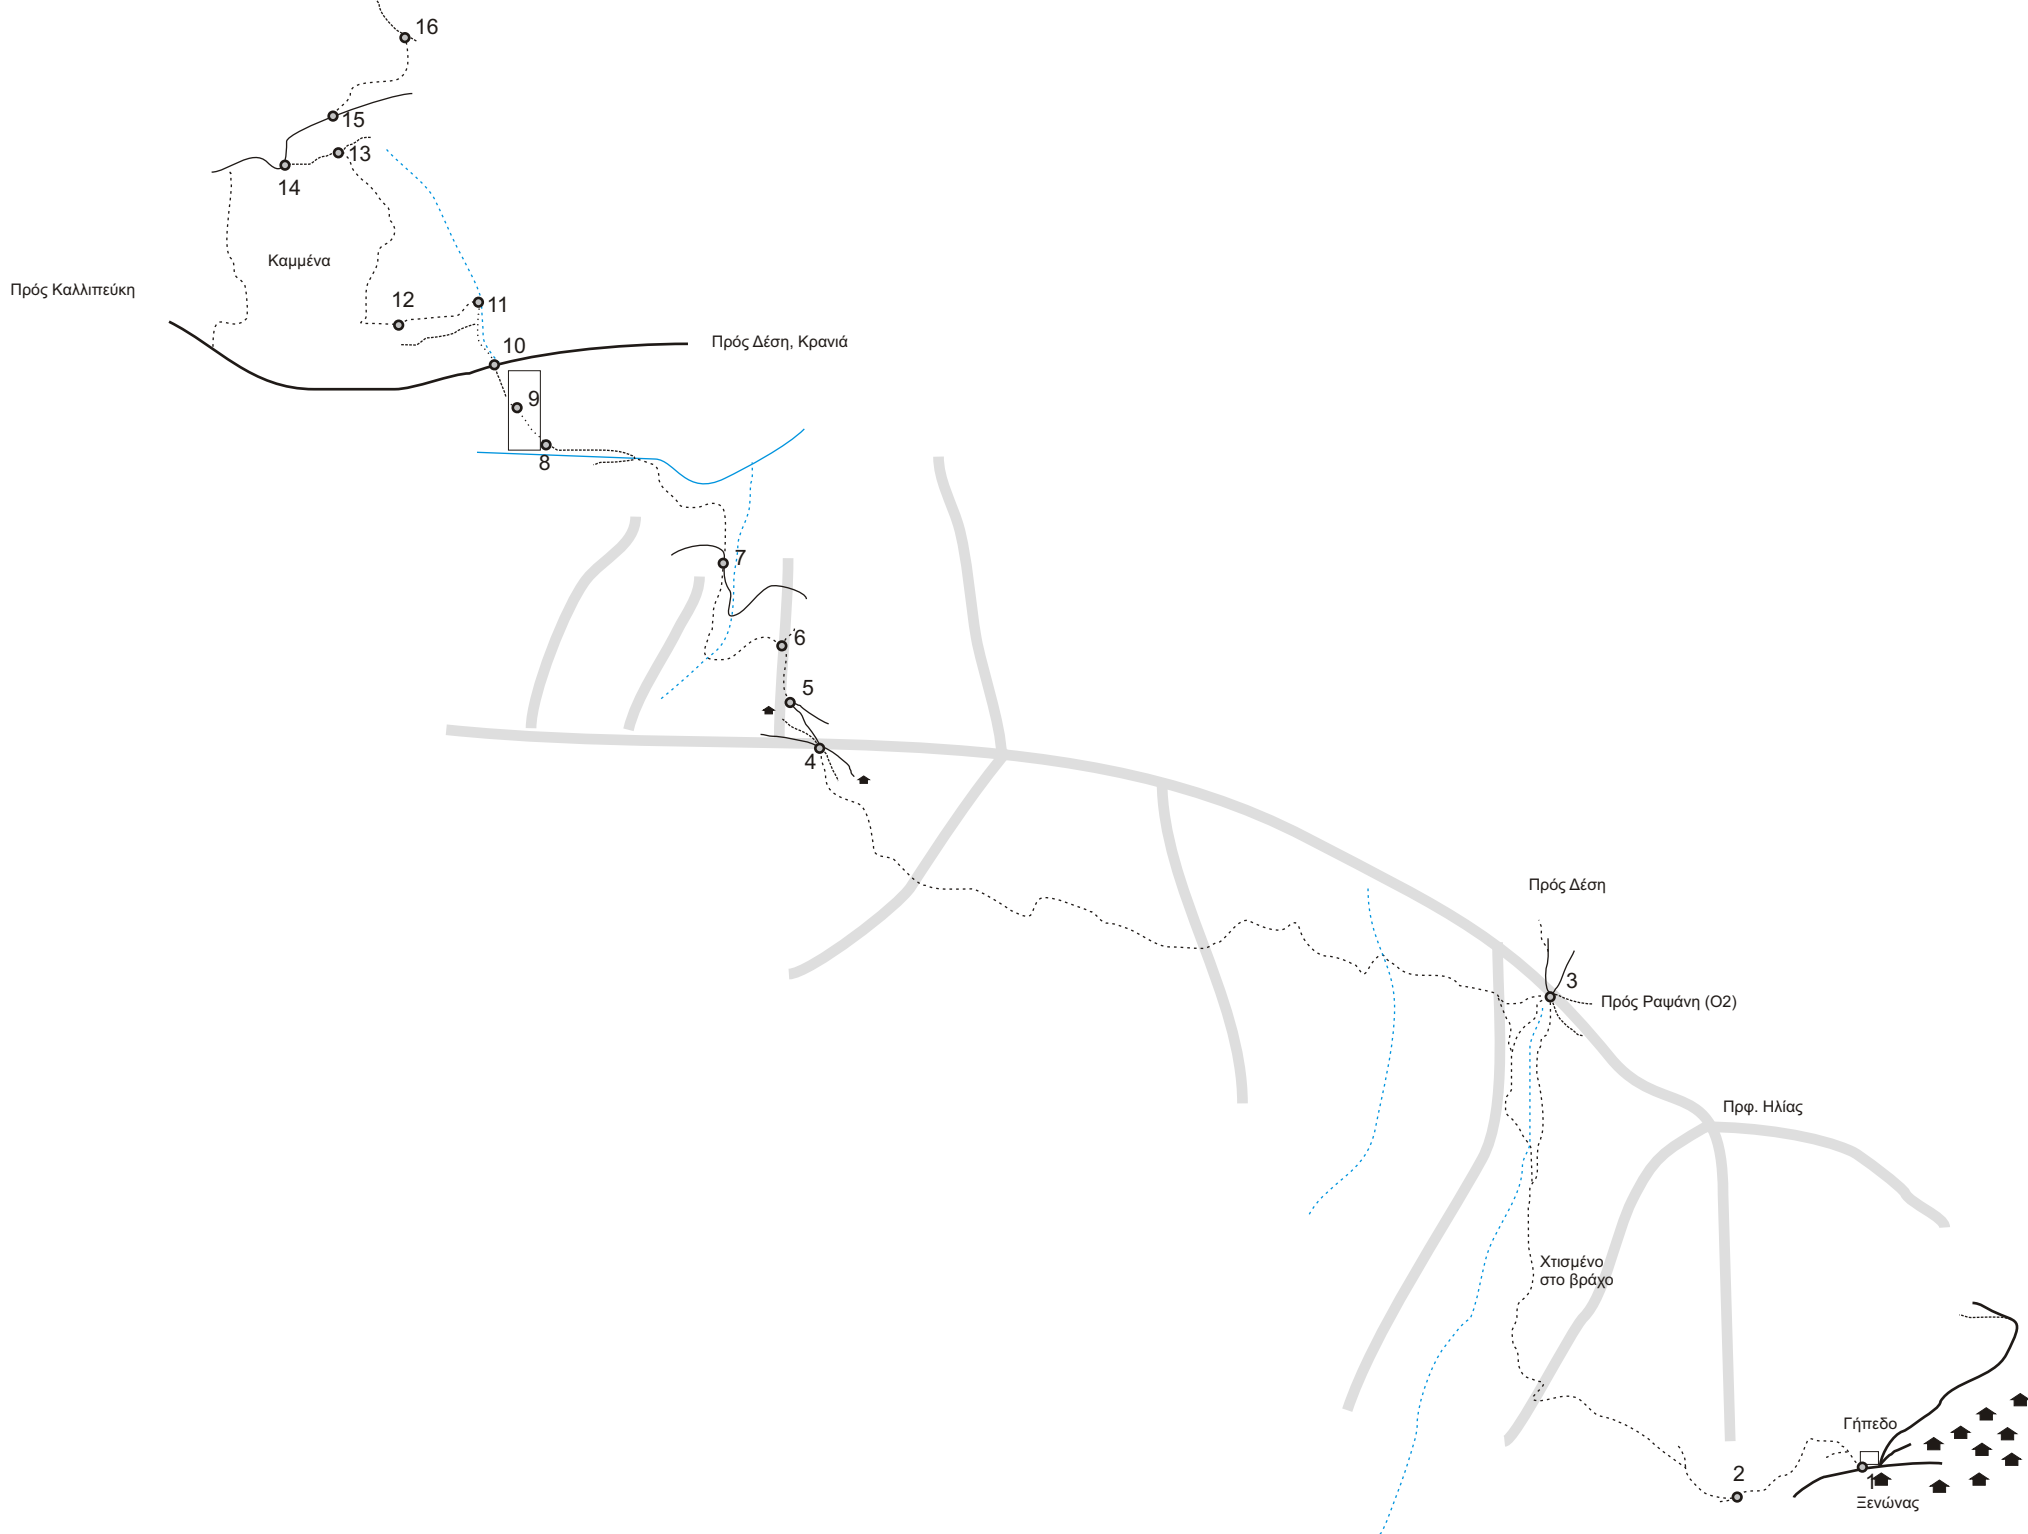 16
15
13
14
Καμμένα
Πρός Καλλιπεύκη
12
11
10
Πρός Δέση, Κρανιά
9
8
7
6
5
4
Πρός Δέση
3
Πρός Ραψάνη (Ο2)
Πρφ. Ηλίας
Χτισμένο
στο βράχο
Γήπεδο
2
1
Ξενώνας